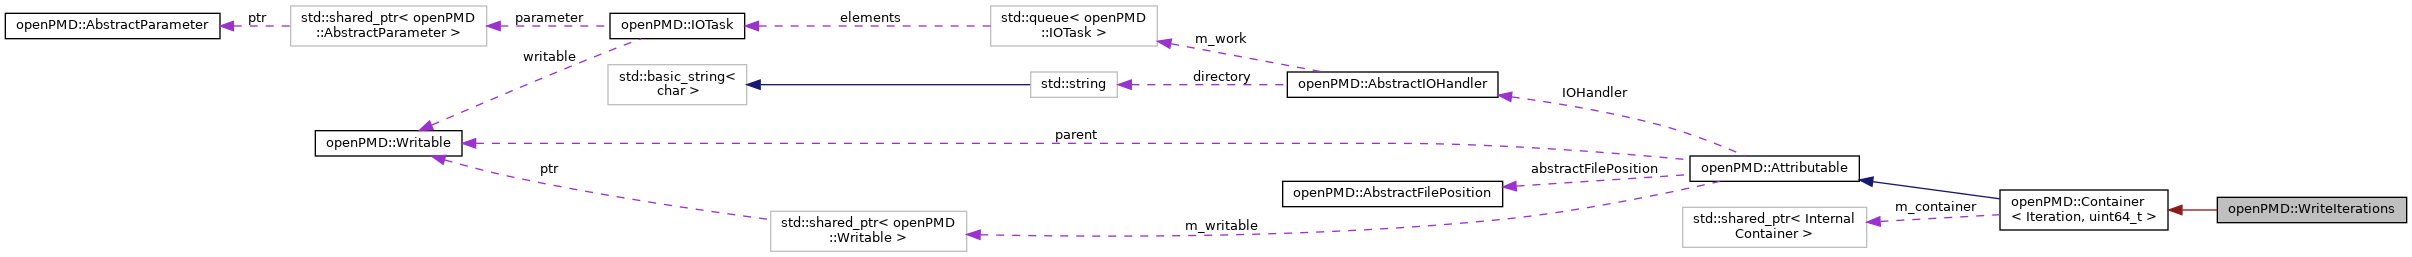 openPMD::AbstractParameter
ptr
std::shared_ptr< openPMD
::AbstractParameter >
parameter
openPMD::IOTask
elements
std::queue< openPMD
::IOTask >
m_work
writable
std::basic_string<
char >
std::string
directory
openPMD::AbstractIOHandler
IOHandler
openPMD::Writable
parent
ptr
abstractFilePosition
openPMD::Attributable
openPMD::AbstractFilePosition
std::shared_ptr< openPMD
::Writable >
m_writable
std::shared_ptr< Internal
Container >
m_container
openPMD::Container
< Iteration, uint64_t >
openPMD::WriteIterations